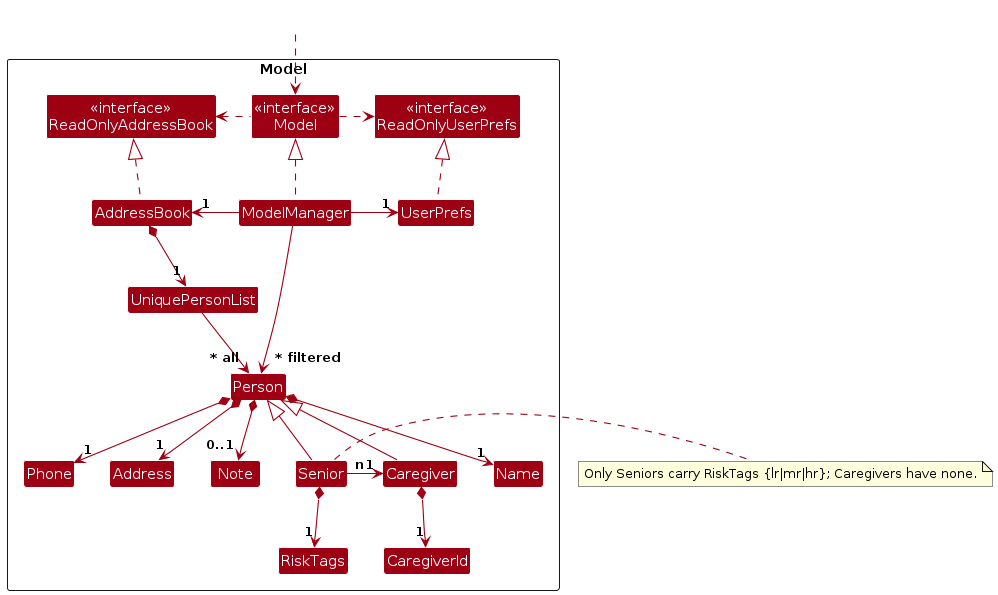 Model
«interface»
ReadOnlyAddressBook
«interface»
Model
«interface»
ReadOnlyUserPrefs
AddressBook
1
ModelManager
1
UserPrefs
1
UniquePersonList
* all
* filtered
Person
1
1
0..1
1
Phone
Address
Note
Senior
n1
Caregiver
Name
Only Seniors carry RiskTags {lr|mr|hr}; Caregivers have none.
1
1
RiskTags
CaregiverId